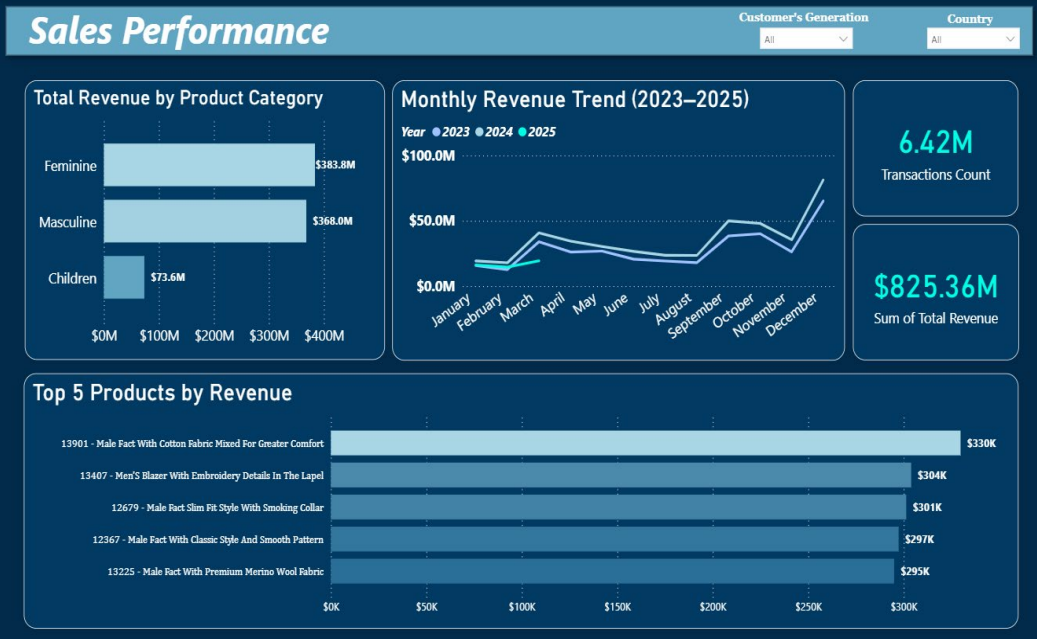 Sales Performance
Customer's Generation
All
Country
All
Total Revenue by Product Category
Feminine
$383.8M
Masculine
$368.0M
Children
$73.6M
$0M $100M $200M $300M $400M
Monthly Revenue Trend (2023–2025)
Year 2023 2024 2025
$100.0M
$50.0M
$0.0M
January February March April May June July August September October November December
6.42M
Transactions Count
$825.36M
Sum of Total Revenue
Top 5 Products by Revenue
13901 - Male Fact With Cotton Fabric Mixed For Greater Comfort $330K
13407 - Men'S Blazer With Embroidery Details In The Lapel $304K
12679 - Male Fact Slim Fit Style With Smoking Collar $301K
12367 - Male Fact With Classic Style And Smooth Pattern $297K
13225 - Male Fact With Premium Merino Wool Fabric $295K
$0K $50K $100K $150K $200K $250K $300K